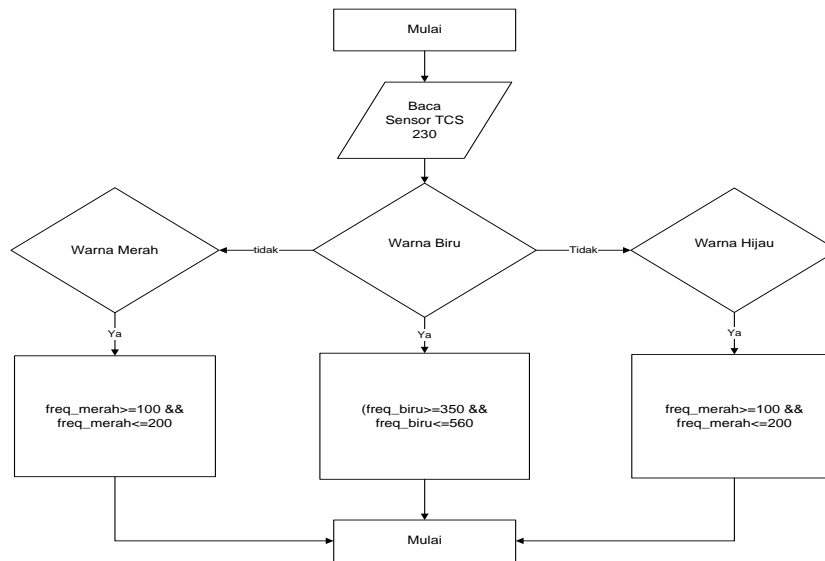 Mulai
Baca
Sensor TCS
230
Warna Merah
tidak
Warna Biru
Tidak
Warna Hijau
Ya
Ya
Ya
freq_merah>=100 &&
freq_merah<=200
(freq_biru>=350 &&
freq_biru<=560
freq_merah>=100 &&
freq_merah<=200
Mulai